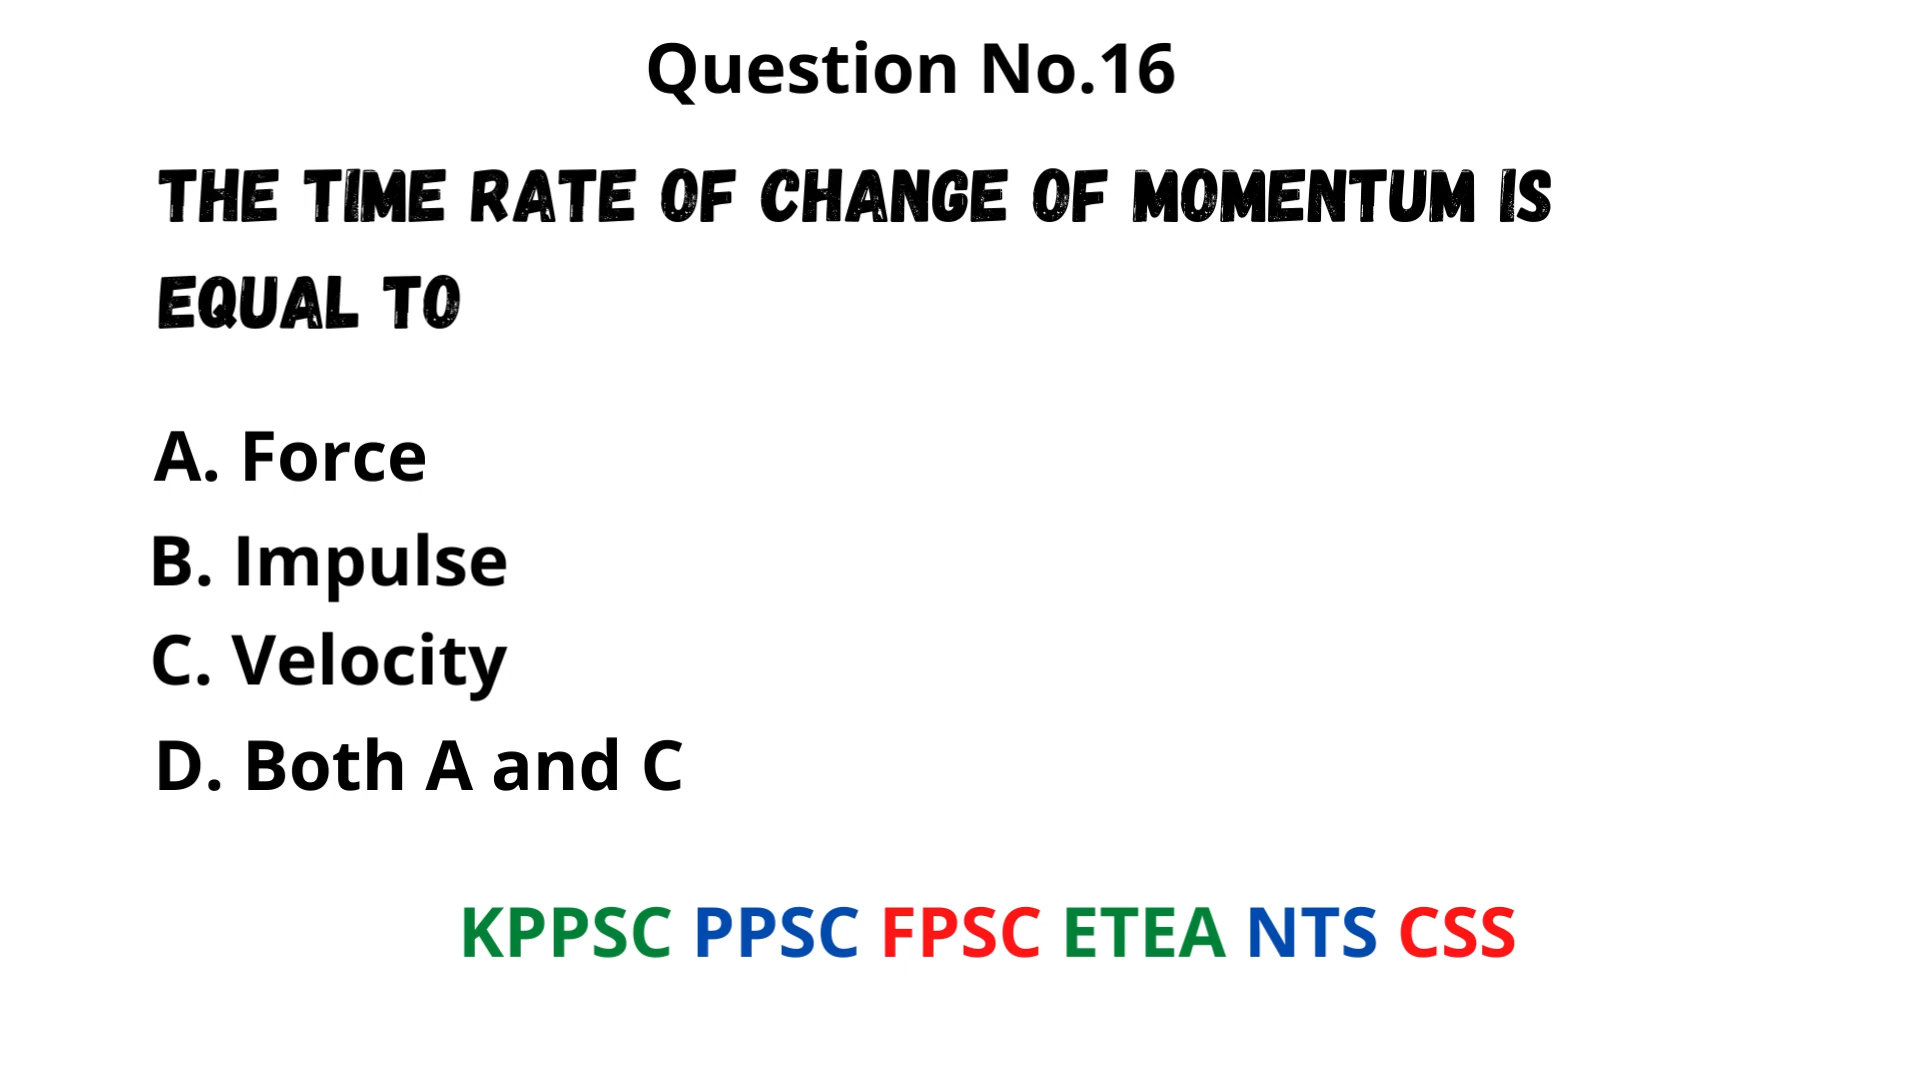 Question No.16
THE TIME RATE OF CHANGE OF MOMENTUM IS
EQUAL TO
A. Force
B. Impulse
C. Velocity
D. Both A and C
KPPSC PPSC FPSC ETEA NTS CSS